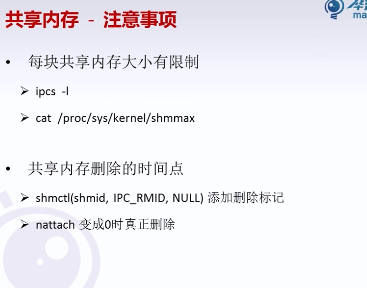 共享内存 - 注意事项
• 每块共享内存大小有限制
➢ ipcs -l
➢ cat /proc/sys/kernel/shmmax
• 共享内存删除的时间点
➢ shmctl(shmid, IPC_RMID, NULL) 添加删除标记
➢ nattach 变成0时真正删除